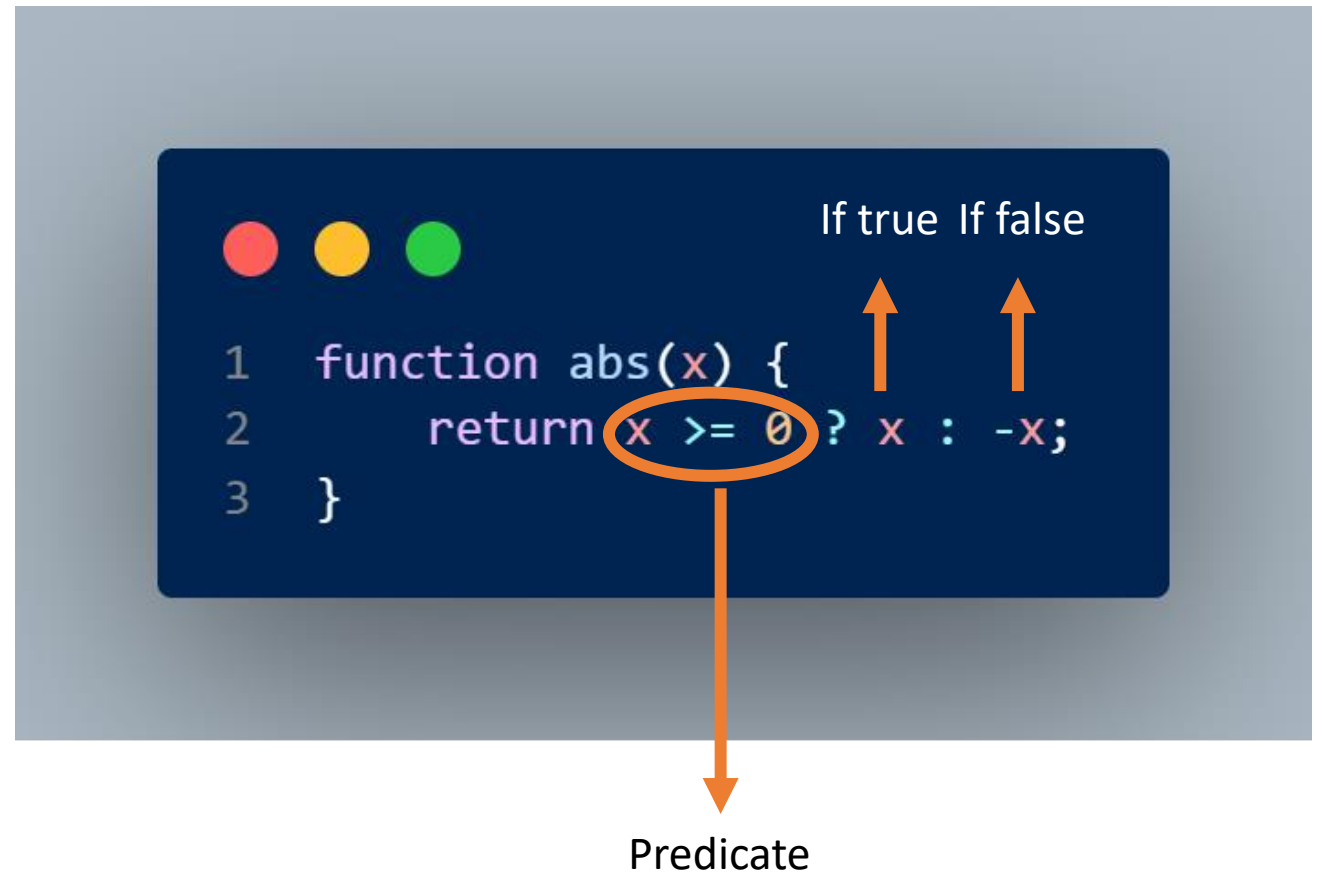 If true If false
1 function abs(x) {
2 return x >= 0 ? x : -x;
3 }
Predicate